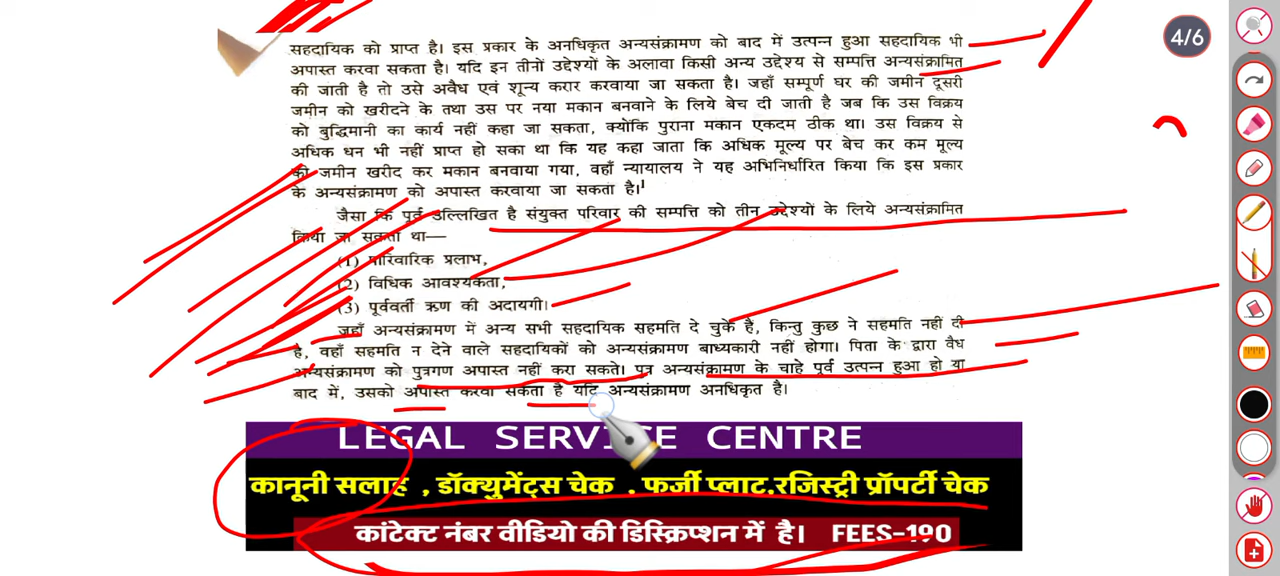 4/6
सहदायिक को प्राप्त है। इस प्रकार के अनधिकृत अन्यसंक्रामण को बाद में उत्पन्न हुआ सहदायिक भी
अपास्त करवा सकता है। यदि इन तीनों उद्देश्यों के अलावा किसी अन्य उद्देश्य से सम्पत्ति अन्यसंक्रामित
की जाती है तो उसे अवैध एवं शून्य करार करवाया जा सकता है। जहाँ सम्पूर्ण घर की जमीन दूसरी
जमीन को खरीदने के तथा उस पर नया मकान बनवाने के लिये बेच दी जाती है जब कि उस विक्रय
को बुद्धिमानी का कार्य नहीं कहा जा सकता, क्योंकि पुराना मकान एकदम ठीक था। उस विक्रय से
अधिक धन भी नहीं प्राप्त हो सका था कि यह कहा जाता कि अधिक मूल्य पर बेच कर कम मूल्य
की जमीन खरीद कर मकान बनवाया गया, वहाँ न्यायालय ने यह अभिनिर्धारित किया कि इस प्रकार
के अन्यसंक्रामण को अपास्त करवाया जा सकता है।¹
जैसा कि पूर्व उल्लिखित है संयुक्त परिवार की सम्पत्ति को तीन उद्देश्यों के लिये अन्यसंक्रामित
किया जा सकता था—
(1) पारिवारिक प्रलाभ,
(2) विधिक आवश्यकता,
(3) पूर्ववर्ती ऋण की अदायगी।
जहाँ अन्यसंक्रामण में अन्य सभी सहदायिक सहमति दे चुके हैं, किन्तु कुछ ने सहमति नहीं दी
है, वहाँ सहमति न देने वाले सहदायिकों को अन्यसंक्रामण बाध्यकारी नहीं होगा। पिता के द्वारा वैध
अन्यसंक्रामण को पुत्रगण अपास्त नहीं करा सकते। पुत्र अन्यसंक्रामण के चाहे पूर्व उत्पन्न हुआ हो या
बाद में, उसको अपास्त करवा सकता है यदि अन्यसंक्रामण अनधिकृत है।
LEGAL SERVICE CENTRE
कानूनी सलाह , डॉक्युमेंट्स चेक , फर्जी प्लाट,रजिस्ट्री प्रॉपर्टी चेक
कांटेक्ट नंबर वीडियो की डिस्क्रिप्शन में है। FEES-190